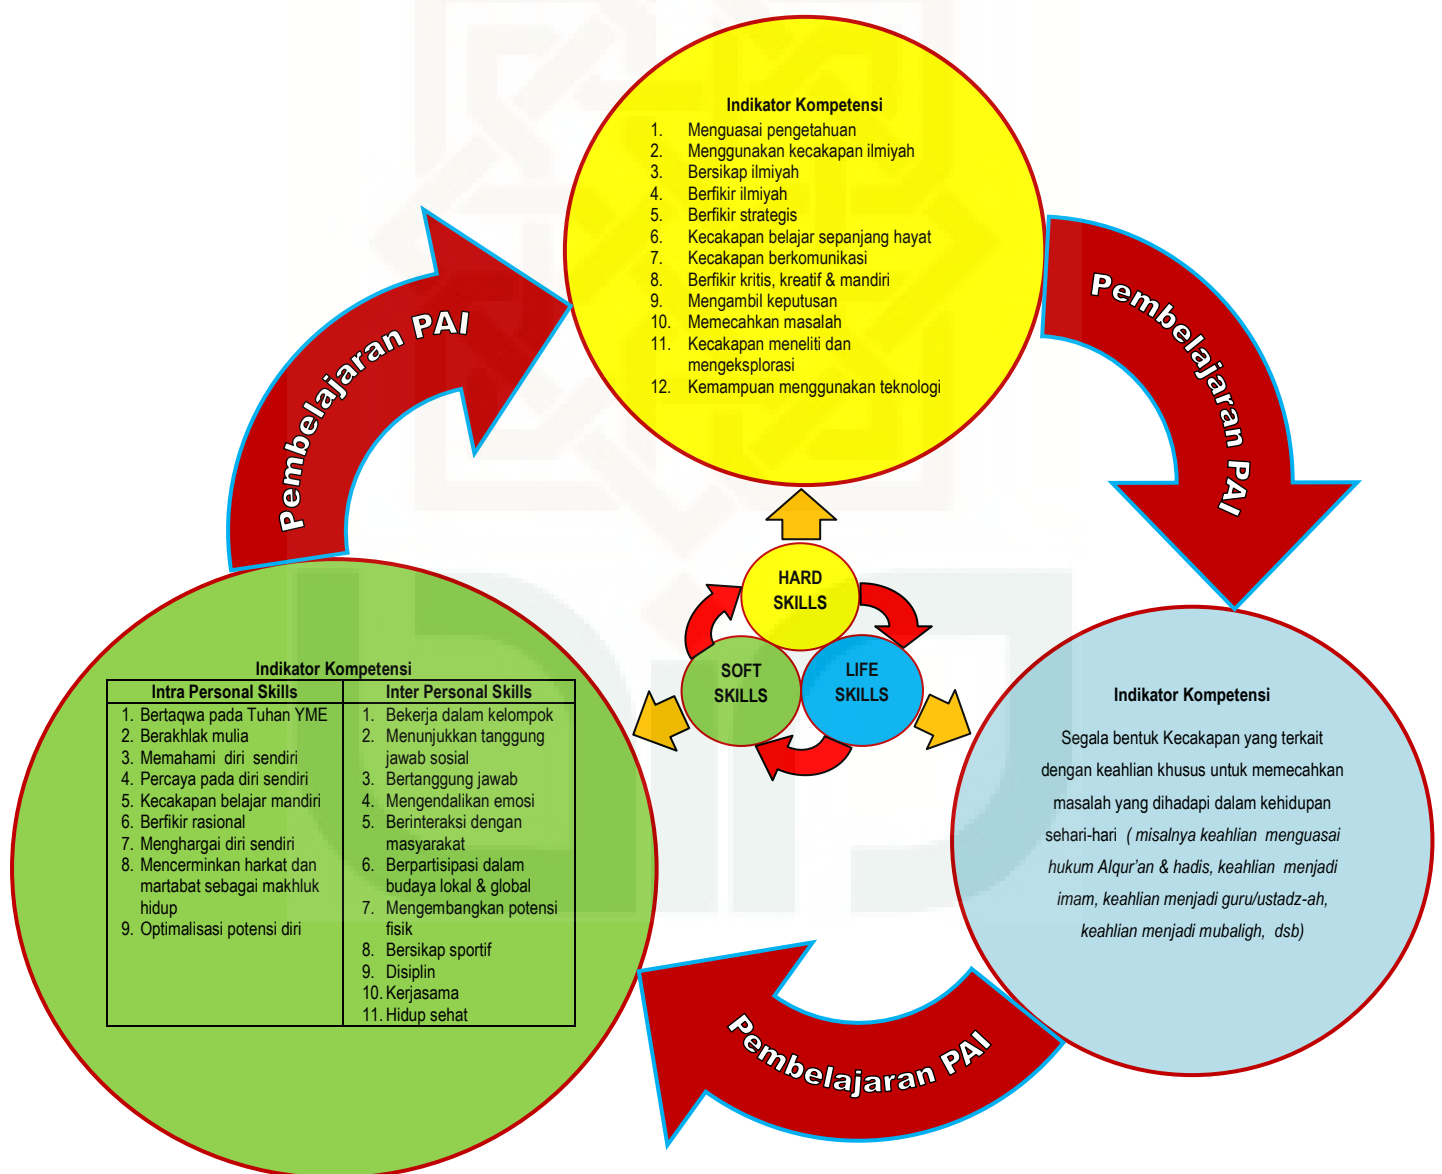 Indikator Kompetensi
1. Menguasai pengetahuan
2. Menggunakan kecakapan ilmiyah
3. Bersikap ilmiyah
4. Berfikir ilmiyah
5. Berfikir strategis
6. Kecakapan belajar sepanjang hayat
7. Kecakapan berkomunikasi
8. Berfikir kritis, kreatif & mandiri
9. Mengambil keputusan
10. Memecahkan masalah
11. Kecakapan meneliti dan
mengeksplorasi
12. Kemampuan menggunakan teknologi
Pembelajaran PAI
Pembelajaran PAI
HARD
SKILLS
SOFT
SKILLS
LIFE
SKILLS
Indikator Kompetensi
Intra Personal Skills
1. Bertaqwa pada Tuhan YME
2. Berakhlak mulia
3. Memahami diri sendiri
4. Percaya pada diri sendiri
5. Kecakapan belajar mandiri
6. Berfikir rasional
7. Menghargai diri sendiri
8. Mencerminkan harkat dan
martabat sebagai makhluk
hidup
9. Optimalisasi potensi diri
Inter Personal Skills
1. Bekerja dalam kelompok
2. Menunjukkan tanggung
jawab sosial
3. Bertanggung jawab
4. Mengendalikan emosi
5. Berinteraksi dengan
masyarakat
6. Berpartisipasi dalam
budaya lokal & global
7. Mengembangkan potensi
fisik
8. Bersikap sportif
9. Disiplin
10. Kerjasama
11. Hidup sehat
Indikator Kompetensi
Segala bentuk Kecakapan yang terkait
dengan keahlian khusus untuk memecahkan
masalah yang dihadapi dalam kehidupan
sehari-hari ( misalnya keahlian menguasai
hukum Alqur'an & hadis, keahlian menjadi
imam, keahlian menjadi guru/ustadz-ah,
keahlian menjadi mubaligh, dsb)
Pembelajaran PAI